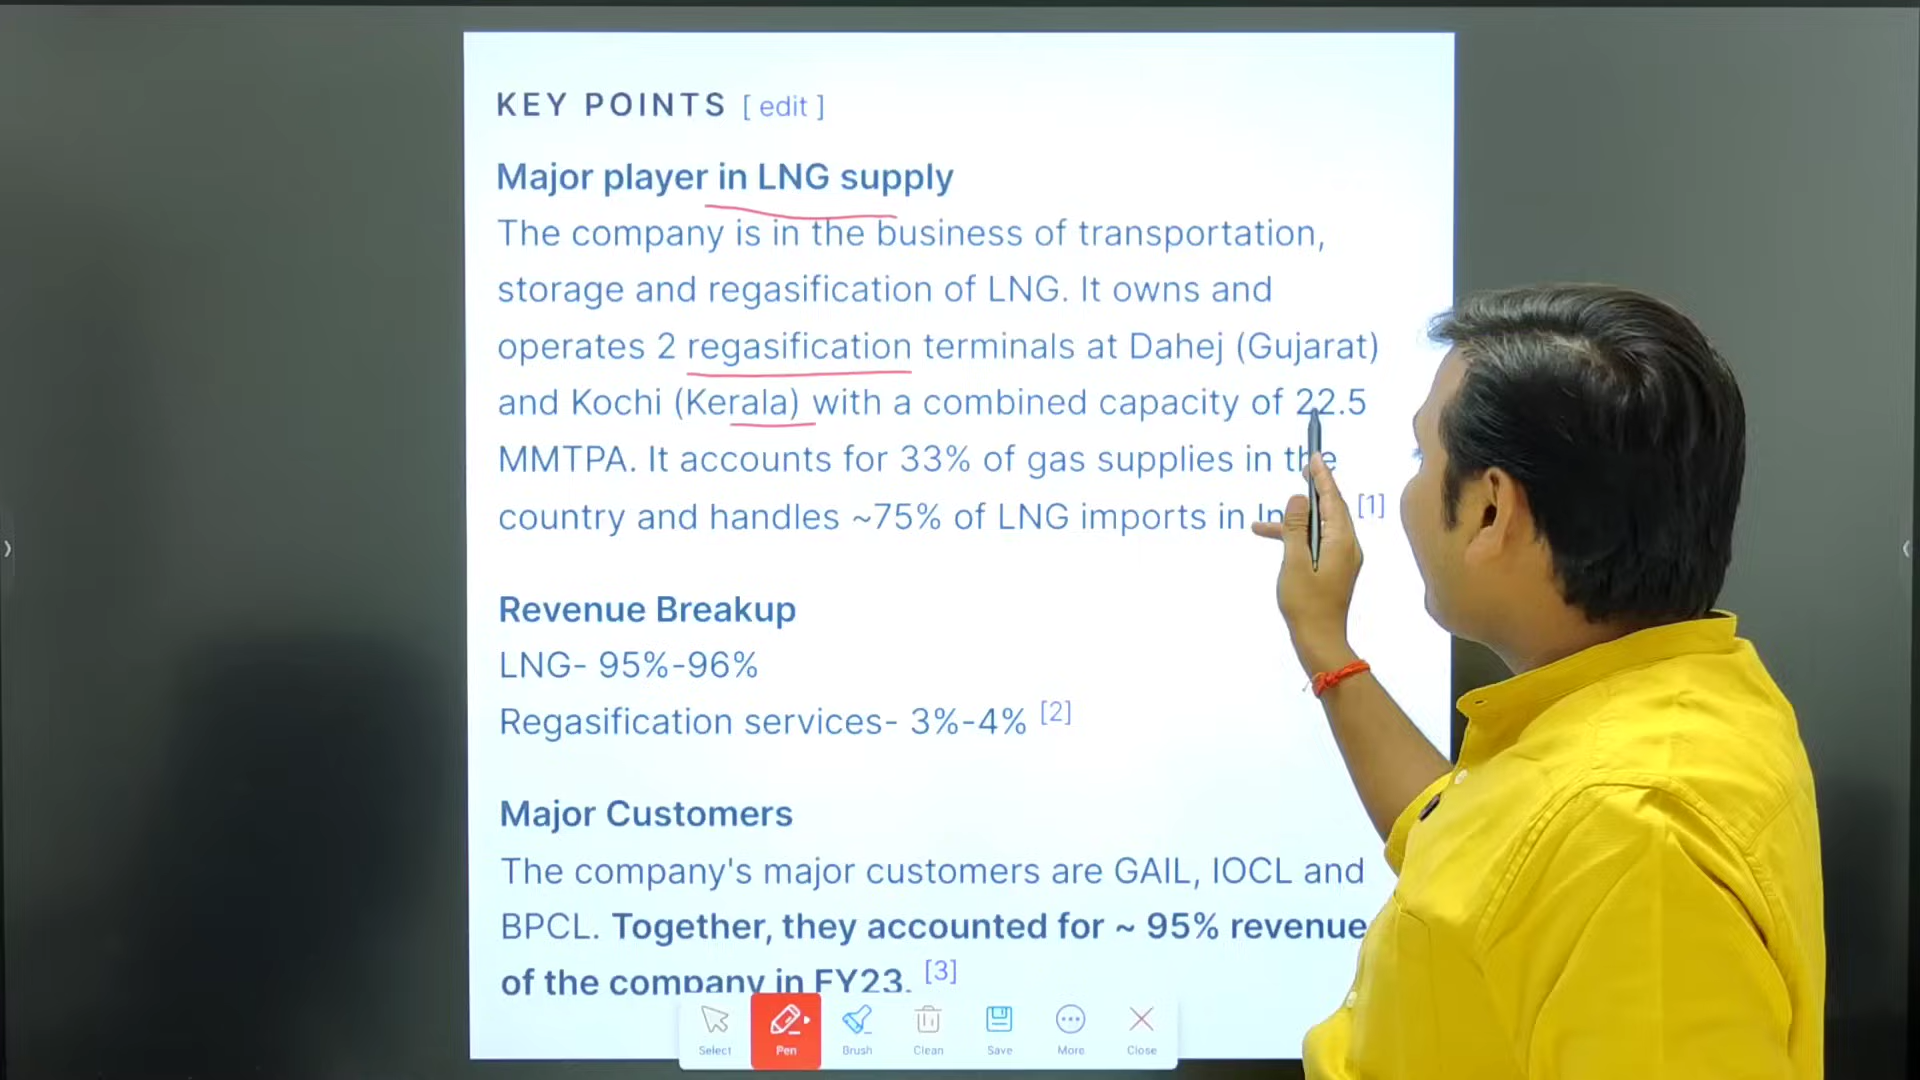 KEY POINTS [ edit ]
Major player in LNG supply
The company is in the business of transportation,
storage and regasification of LNG. It owns and
operates 2 regasification terminals at Dahej (Gujarat)
and Kochi (Kerala) with a combined capacity of 22.5
MMTPA. It accounts for 33% of gas supplies in the
country and handles ~75% of LNG imports in [1]
Revenue Breakup
LNG- 95%-96%
Regasification services- 3%-4% [2]
Major Customers
The company's major customers are GAIL, IOCL and
BPCL. Together, they accounted for ~ 95% revenue
of the company in FY23. [3]
Select
Pen
Brush
Clean
Save
More
Close